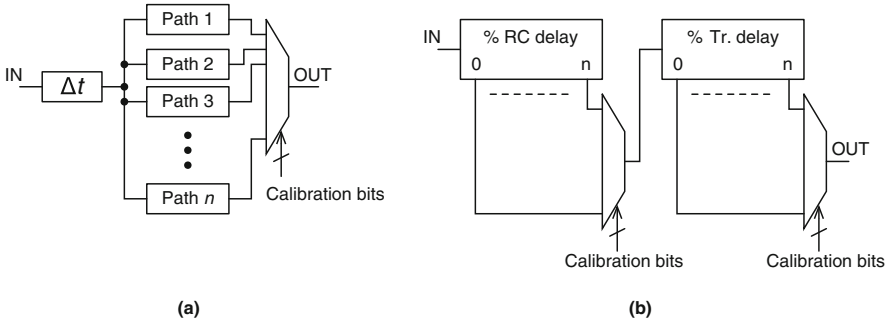 Path 1
Path 2
Path 3
Path n
IN
Δt
OUT
Calibration bits
(a)
IN
% RC delay
0 n
% Tr. delay
0 n
OUT
Calibration bits
Calibration bits
(b)